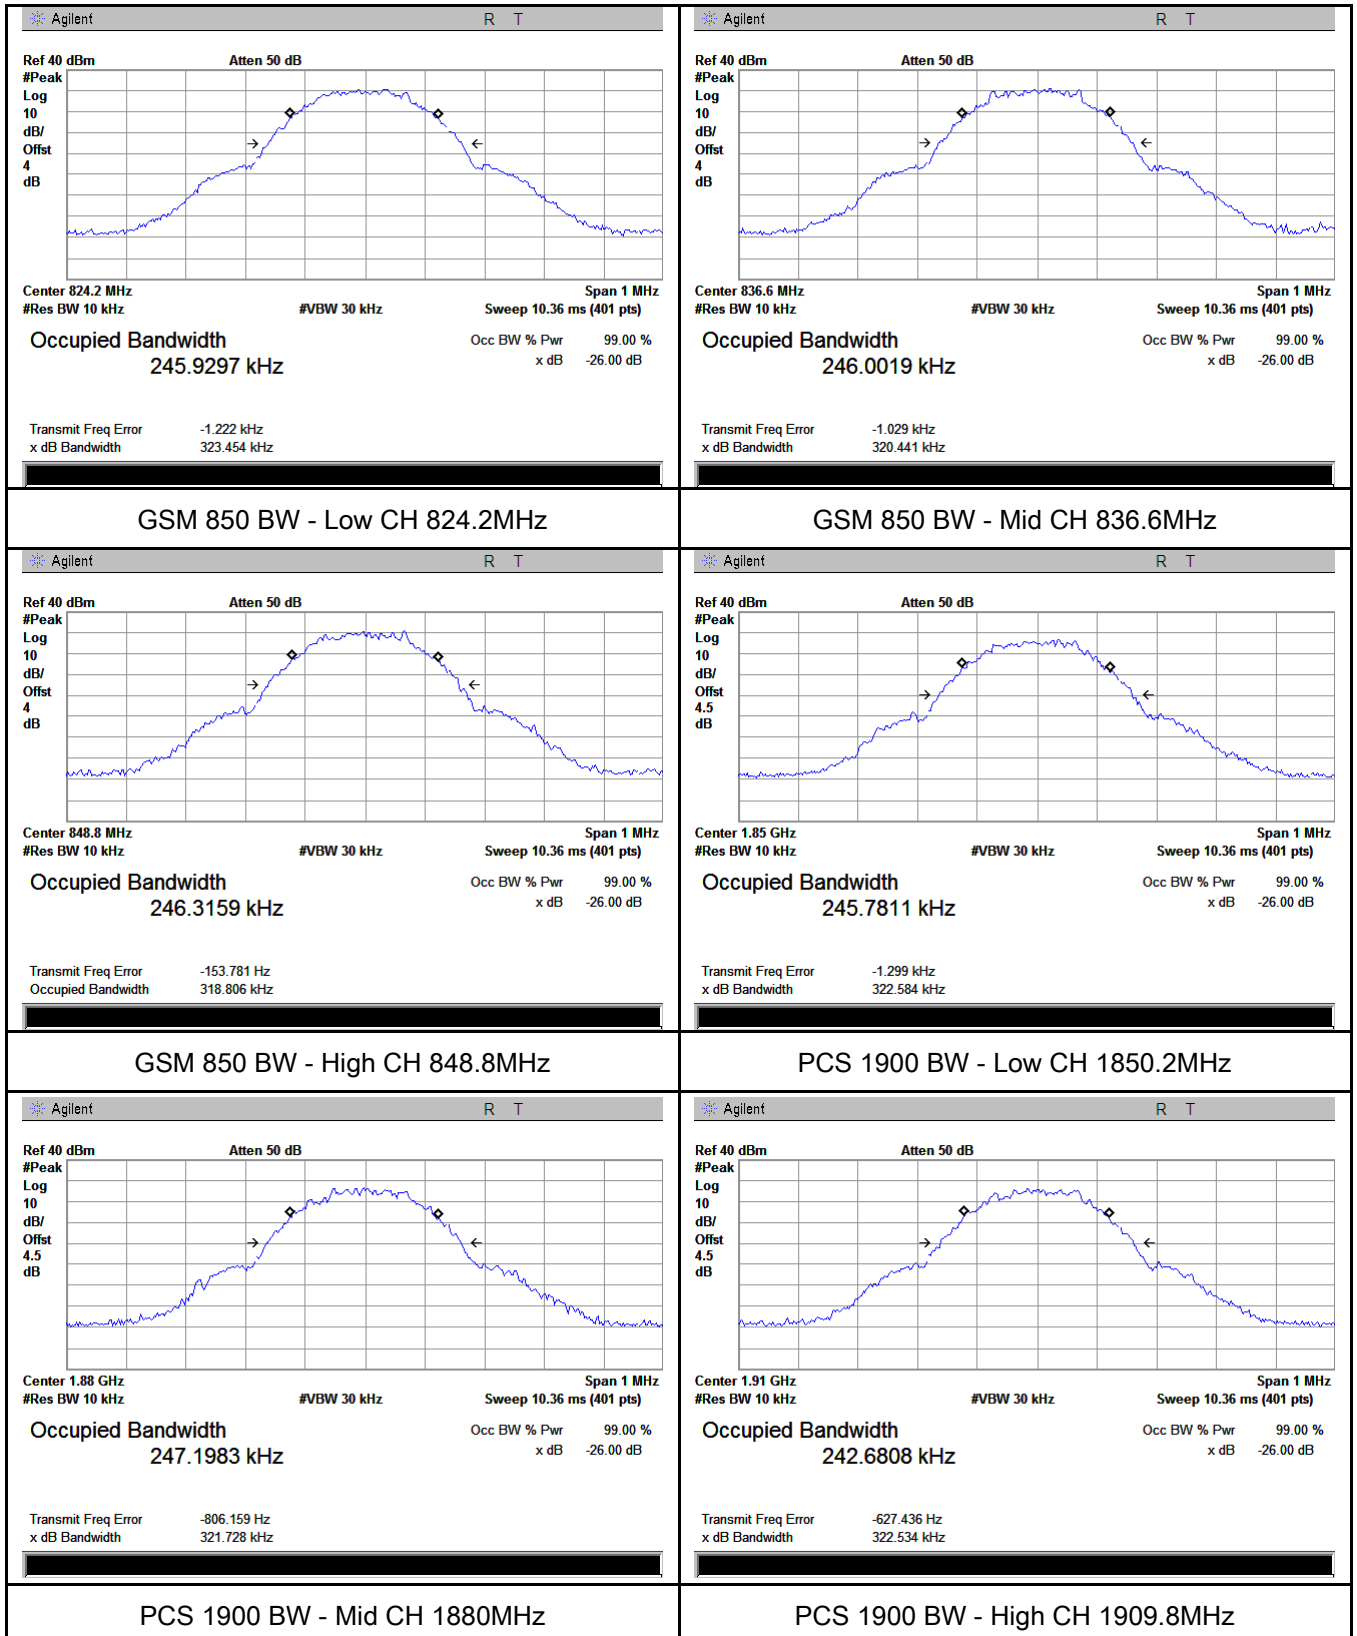 Agilent R T
Ref 40 dBm Atten 50 dB
#Peak
Log
10
dB/
Offst
4
dB
Center 824.2 MHz Span 1 MHz
#Res BW 10 kHz #VBW 30 kHz Sweep 10.36 ms (401 pts)
Occupied Bandwidth Occ BW % Pwr 99.00 %
245.9297 kHz x dB -26.00 dB
Transmit Freq Error -1.222 kHz
x dB Bandwidth 323.454 kHz
GSM 850 BW - Low CH 824.2MHz
Agilent R T
Ref 40 dBm Atten 50 dB
#Peak
Log
10
dB/
Offst
4
dB
Center 836.6 MHz Span 1 MHz
#Res BW 10 kHz #VBW 30 kHz Sweep 10.36 ms (401 pts)
Occupied Bandwidth Occ BW % Pwr 99.00 %
246.0019 kHz x dB -26.00 dB
Transmit Freq Error -1.029 kHz
x dB Bandwidth 320.441 kHz
GSM 850 BW - Mid CH 836.6MHz
Agilent R T
Ref 40 dBm Atten 50 dB
#Peak
Log
10
dB/
Offst
4
dB
Center 848.8 MHz Span 1 MHz
#Res BW 10 kHz #VBW 30 kHz Sweep 10.36 ms (401 pts)
Occupied Bandwidth Occ BW % Pwr 99.00 %
246.3159 kHz x dB -26.00 dB
Transmit Freq Error -153.781 Hz
Occupied Bandwidth 318.806 kHz
GSM 850 BW - High CH 848.8MHz
Agilent R T
Ref 40 dBm Atten 50 dB
#Peak
Log
10
dB/
Offst
4.5
dB
Center 1.85 GHz Span 1 MHz
#Res BW 10 kHz #VBW 30 kHz Sweep 10.36 ms (401 pts)
Occupied Bandwidth Occ BW % Pwr 99.00 %
245.7811 kHz x dB -26.00 dB
Transmit Freq Error -1.299 kHz
x dB Bandwidth 322.584 kHz
PCS 1900 BW - Low CH 1850.2MHz
Agilent R T
Ref 40 dBm Atten 50 dB
#Peak
Log
10
dB/
Offst
4.5
dB
Center 1.88 GHz Span 1 MHz
#Res BW 10 kHz #VBW 30 kHz Sweep 10.36 ms (401 pts)
Occupied Bandwidth Occ BW % Pwr 99.00 %
247.1983 kHz x dB -26.00 dB
Transmit Freq Error -806.159 Hz
x dB Bandwidth 321.728 kHz
PCS 1900 BW - Mid CH 1880MHz
Agilent R T
Ref 40 dBm Atten 50 dB
#Peak
Log
10
dB/
Offst
4.5
dB
Center 1.91 GHz Span 1 MHz
#Res BW 10 kHz #VBW 30 kHz Sweep 10.36 ms (401 pts)
Occupied Bandwidth Occ BW % Pwr 99.00 %
242.6808 kHz x dB -26.00 dB
Transmit Freq Error -627.436 Hz
x dB Bandwidth 322.534 kHz
PCS 1900 BW - High CH 1909.8MHz